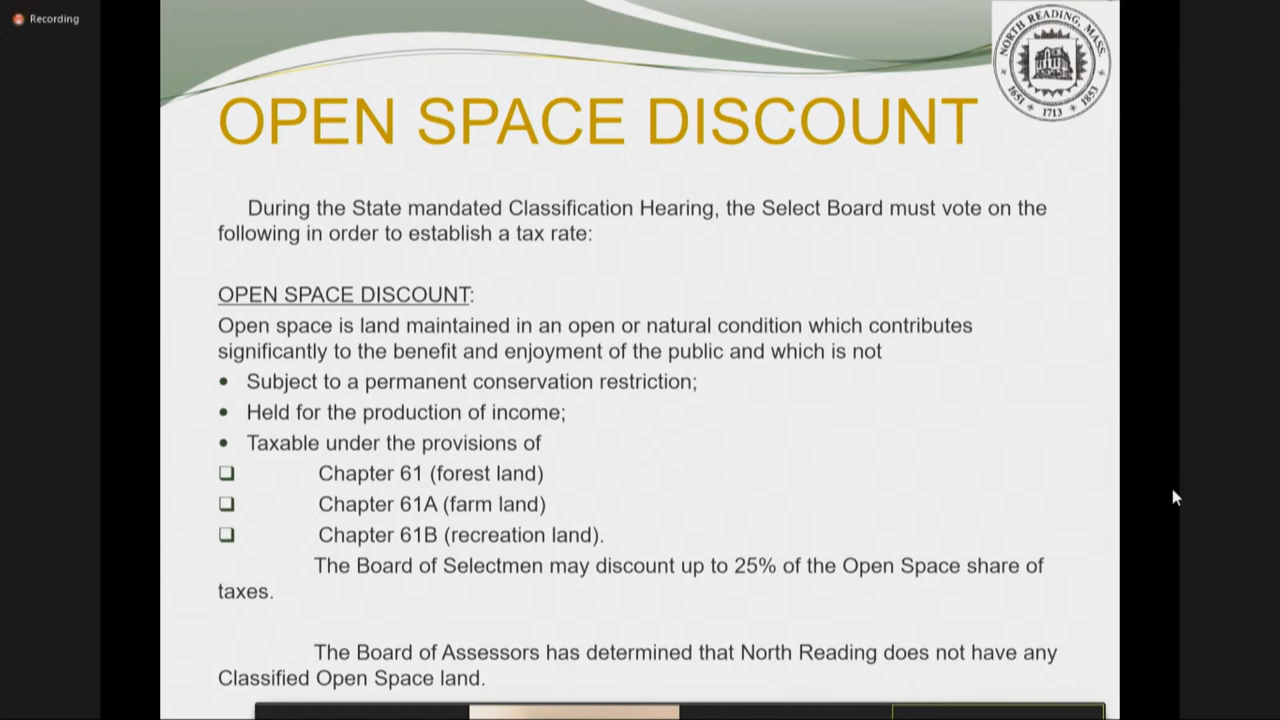 Recording
NORTH READING, MASS
1651 1713 1853
OPEN SPACE DISCOUNT
During the State mandated Classification Hearing, the Select Board must vote on the
following in order to establish a tax rate:
OPEN SPACE DISCOUNT:
Open space is land maintained in an open or natural condition which contributes
significantly to the benefit and enjoyment of the public and which is not
• Subject to a permanent conservation restriction;
• Held for the production of income;
• Taxable under the provisions of
❑ Chapter 61 (forest land)
❑ Chapter 61A (farm land)
❑ Chapter 61B (recreation land).
The Board of Selectmen may discount up to 25% of the Open Space share of
taxes.
The Board of Assessors has determined that North Reading does not have any
Classified Open Space land.